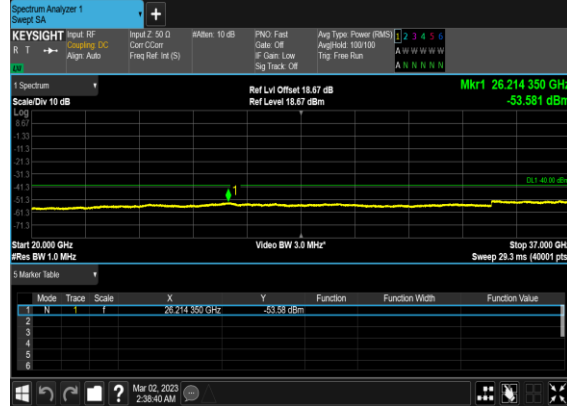 Spectrum Analyzer 1
Swept SA
+
KEYSIGHT
R T
Input: RF
Coupling: DC
Align: Auto
Input Z: 50 Ω
Corr CCorr
Freq Ref: Int (S)
#Atten: 10 dB
PNO: Fast
Gate: Off
IF Gain: Low
Sig Track: Off
Avg Type: Power (RMS)
Avg|Hold: 100/100
Trig: Free Run
1 2 3 4 5 6
A W W W W W
A N N N N N
1 Spectrum
Scale/Div 10 dB
Ref Lvl Offset 18.67 dB
Ref Level 18.67 dBm
Mkr1 26.214 350 GHz
-53.581 dBm
Log
8.67
-1.33
-11.3
-21.3
-31.3
-41.3
-51.3
-61.3
-71.3
DL1 -40.00 dBm
1
Start 20.000 GHz
#Res BW 1.0 MHz
Video BW 3.0 MHz*
Stop 37.000 GHz
Sweep 29.3 ms (40001 pts)
5 Marker Table
Mode Trace Scale X Y Function Function Width Function Value
1 N 1 f 26.214 350 GHz -53.58 dBm
2
3
4
5
6
?
Mar 02, 2023
2:38:40 AM